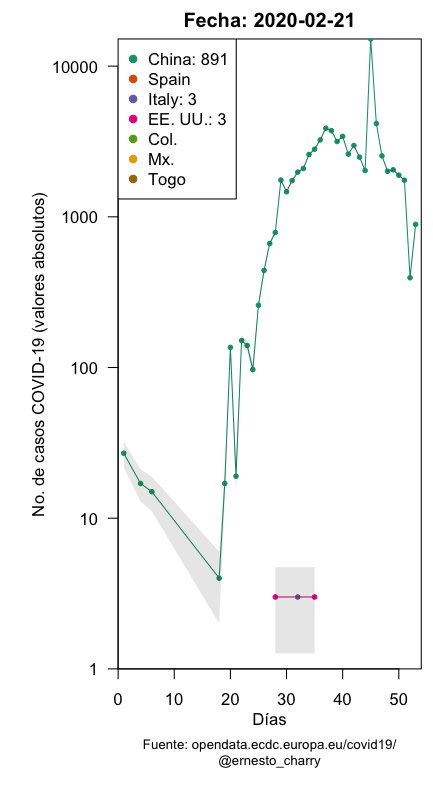 Fecha: 2020-02-21
China: 891
Spain
Italy: 3
EE. UU.: 3
Col.
Mx.
Togo
No. de casos COVID-19 (valores absolutos)
10000
1000
100
10
1
0 10 20 30 40 50
Días
Fuente: opendata.ecdc.europa.eu/covid19/
@ernesto_charry